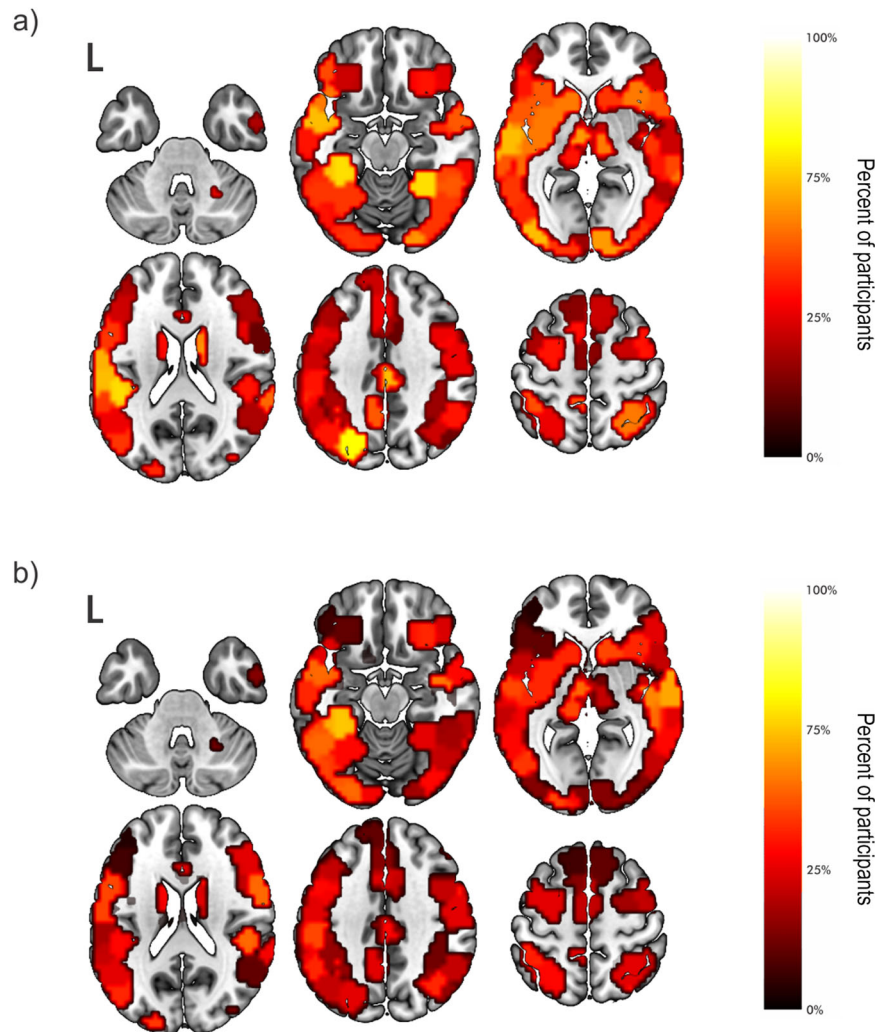 a)
L
100%
75%
25%
0%
Percent of participants
b)
L
100%
75%
25%
0%
Percent of participants